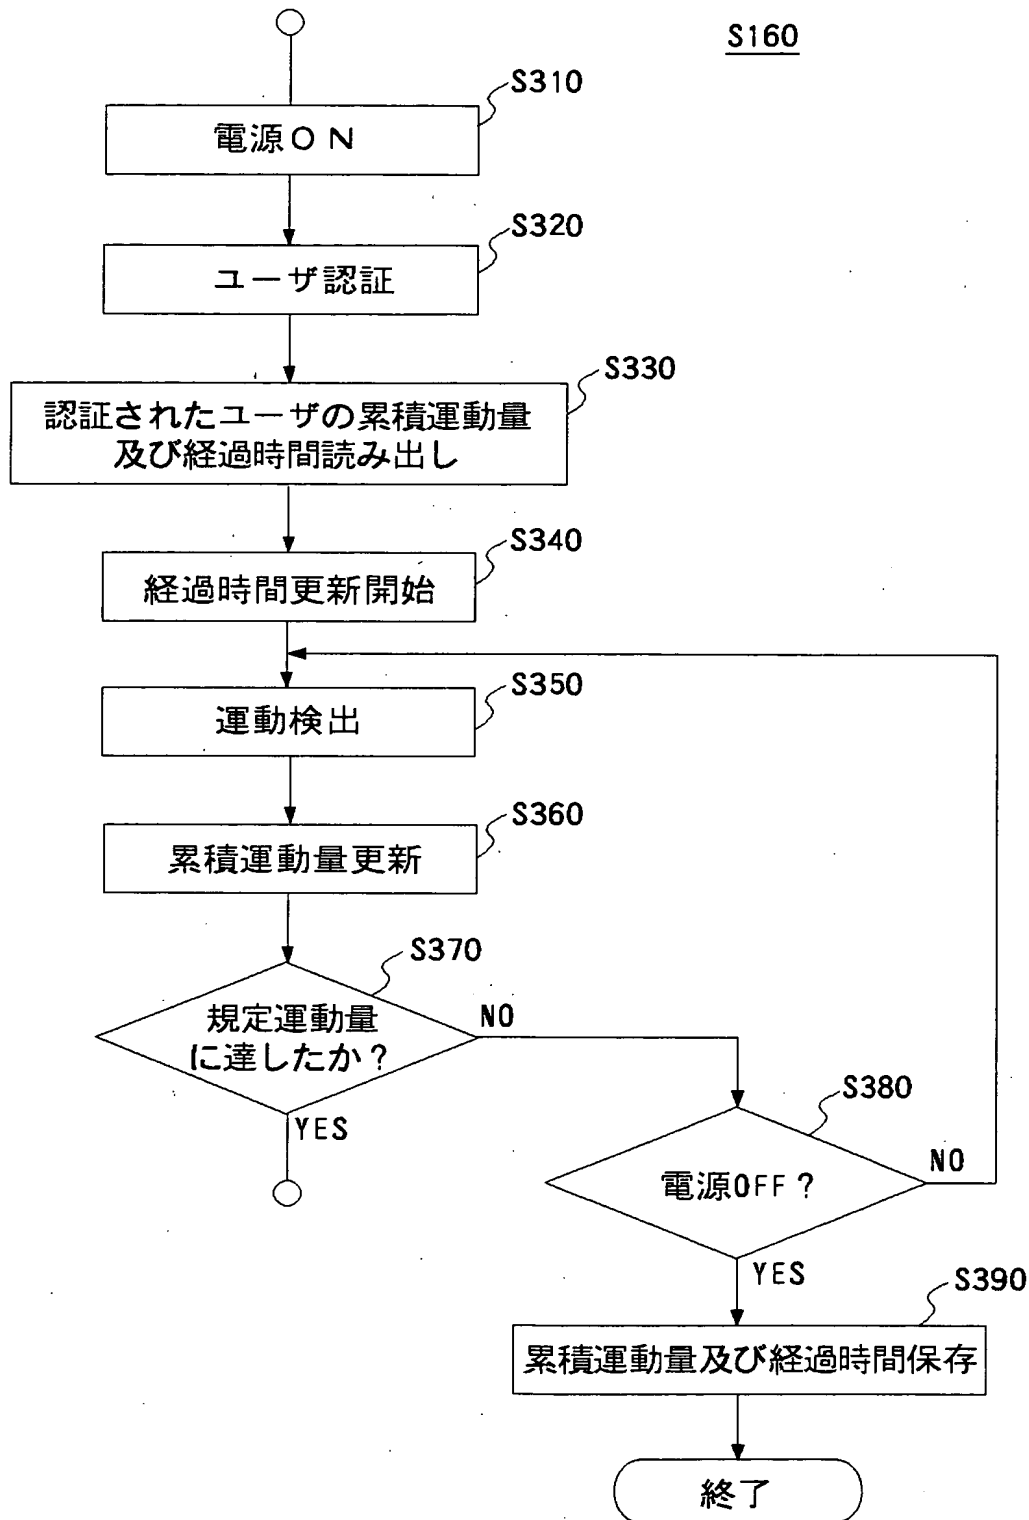 S160
S310
電源ON
S320
ユーザ認証
S330
認証されたユーザの累積運動量
及び経過時間読み出し
S340
経過時間更新開始
S350
運動検出
S360
累積運動量更新
S370
規定運動量
に達したか？
NO
YES
S380
電源OFF？
NO
YES
S390
累積運動量及び経過時間保存
終了